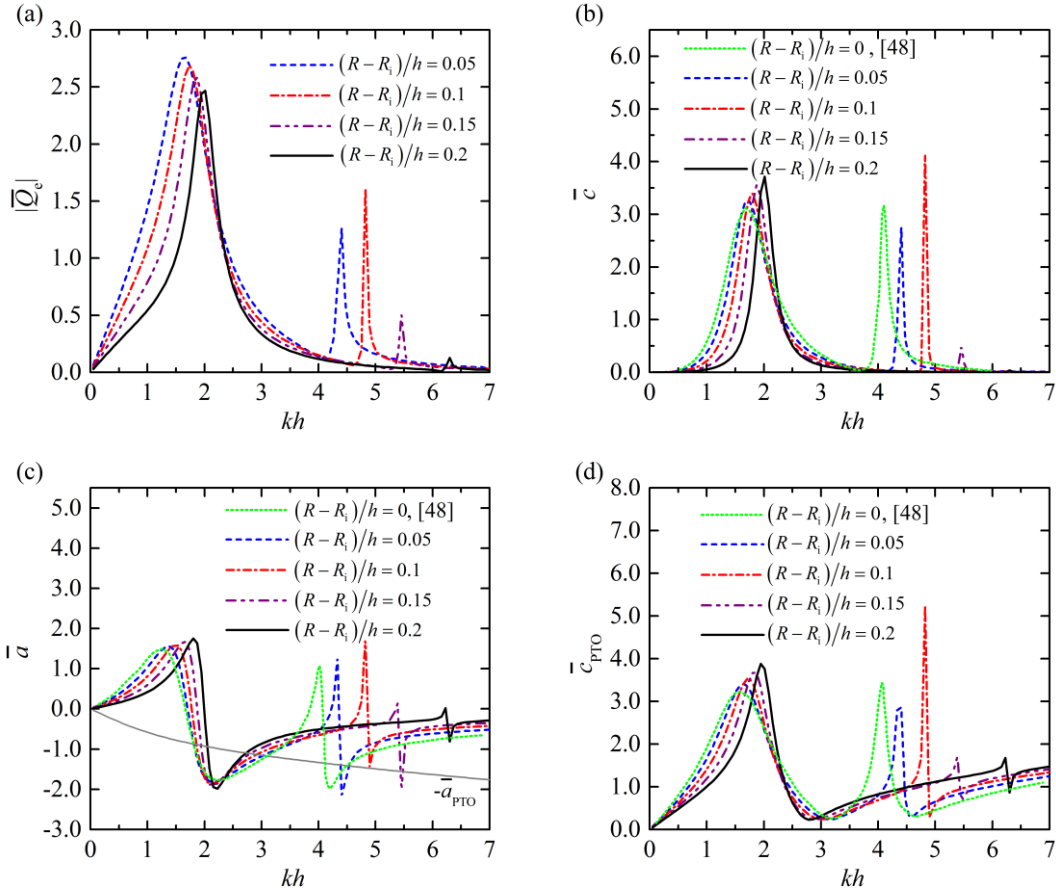 (a)
3.0
2.5
2.0
1.5
1.0
0.5
0.0
|Q̅e|
(R−Ri)/h = 0.05
(R−Ri)/h = 0.1
(R−Ri)/h = 0.15
(R−Ri)/h = 0.2
0 1 2 3 4 5 6 7
kh
(b)
6.0
5.0
4.0
3.0
2.0
1.0
0.0
c̅
(R−Ri)/h = 0 , [48]
(R−Ri)/h = 0.05
(R−Ri)/h = 0.1
(R−Ri)/h = 0.15
(R−Ri)/h = 0.2
0 1 2 3 4 5 6 7
kh
(c)
5.0
4.0
3.0
2.0
1.0
0.0
-1.0
-2.0
-3.0
a̅
(R−Ri)/h = 0, [48]
(R−Ri)/h = 0.05
(R−Ri)/h = 0.1
(R−Ri)/h = 0.15
(R−Ri)/h = 0.2
-a̅PTO
0 1 2 3 4 5 6 7
kh
(d)
8.0
7.0
6.0
5.0
4.0
3.0
2.0
1.0
0.0
c̅PTO
(R−Ri)/h = 0, [48]
(R−Ri)/h = 0.05
(R−Ri)/h = 0.1
(R−Ri)/h = 0.15
(R−Ri)/h = 0.2
0 1 2 3 4 5 6 7
kh